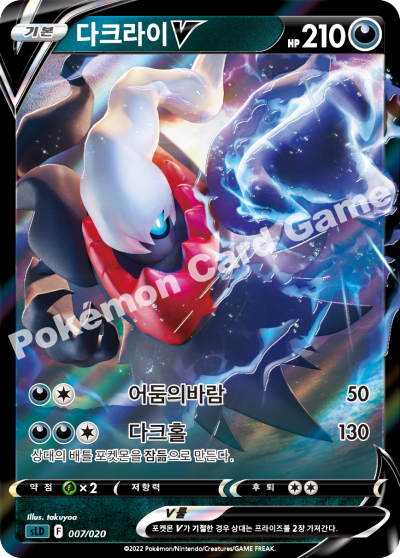 기본 다크라이 V HP 210
Pokémon Card Game
어둠의바람 50
다크홀 130
상대의 배틀 포켓몬을 잠듦으로 만든다.
약점 ×2 저항력 후퇴
V룰
포켓몬 V가 기절한 경우 상대는 프라이즈를 2장 가져간다.
Illus. takuyoa
sLD F 007/020
©2022 Pokémon/Nintendo/Creatures/GAME FREAK.